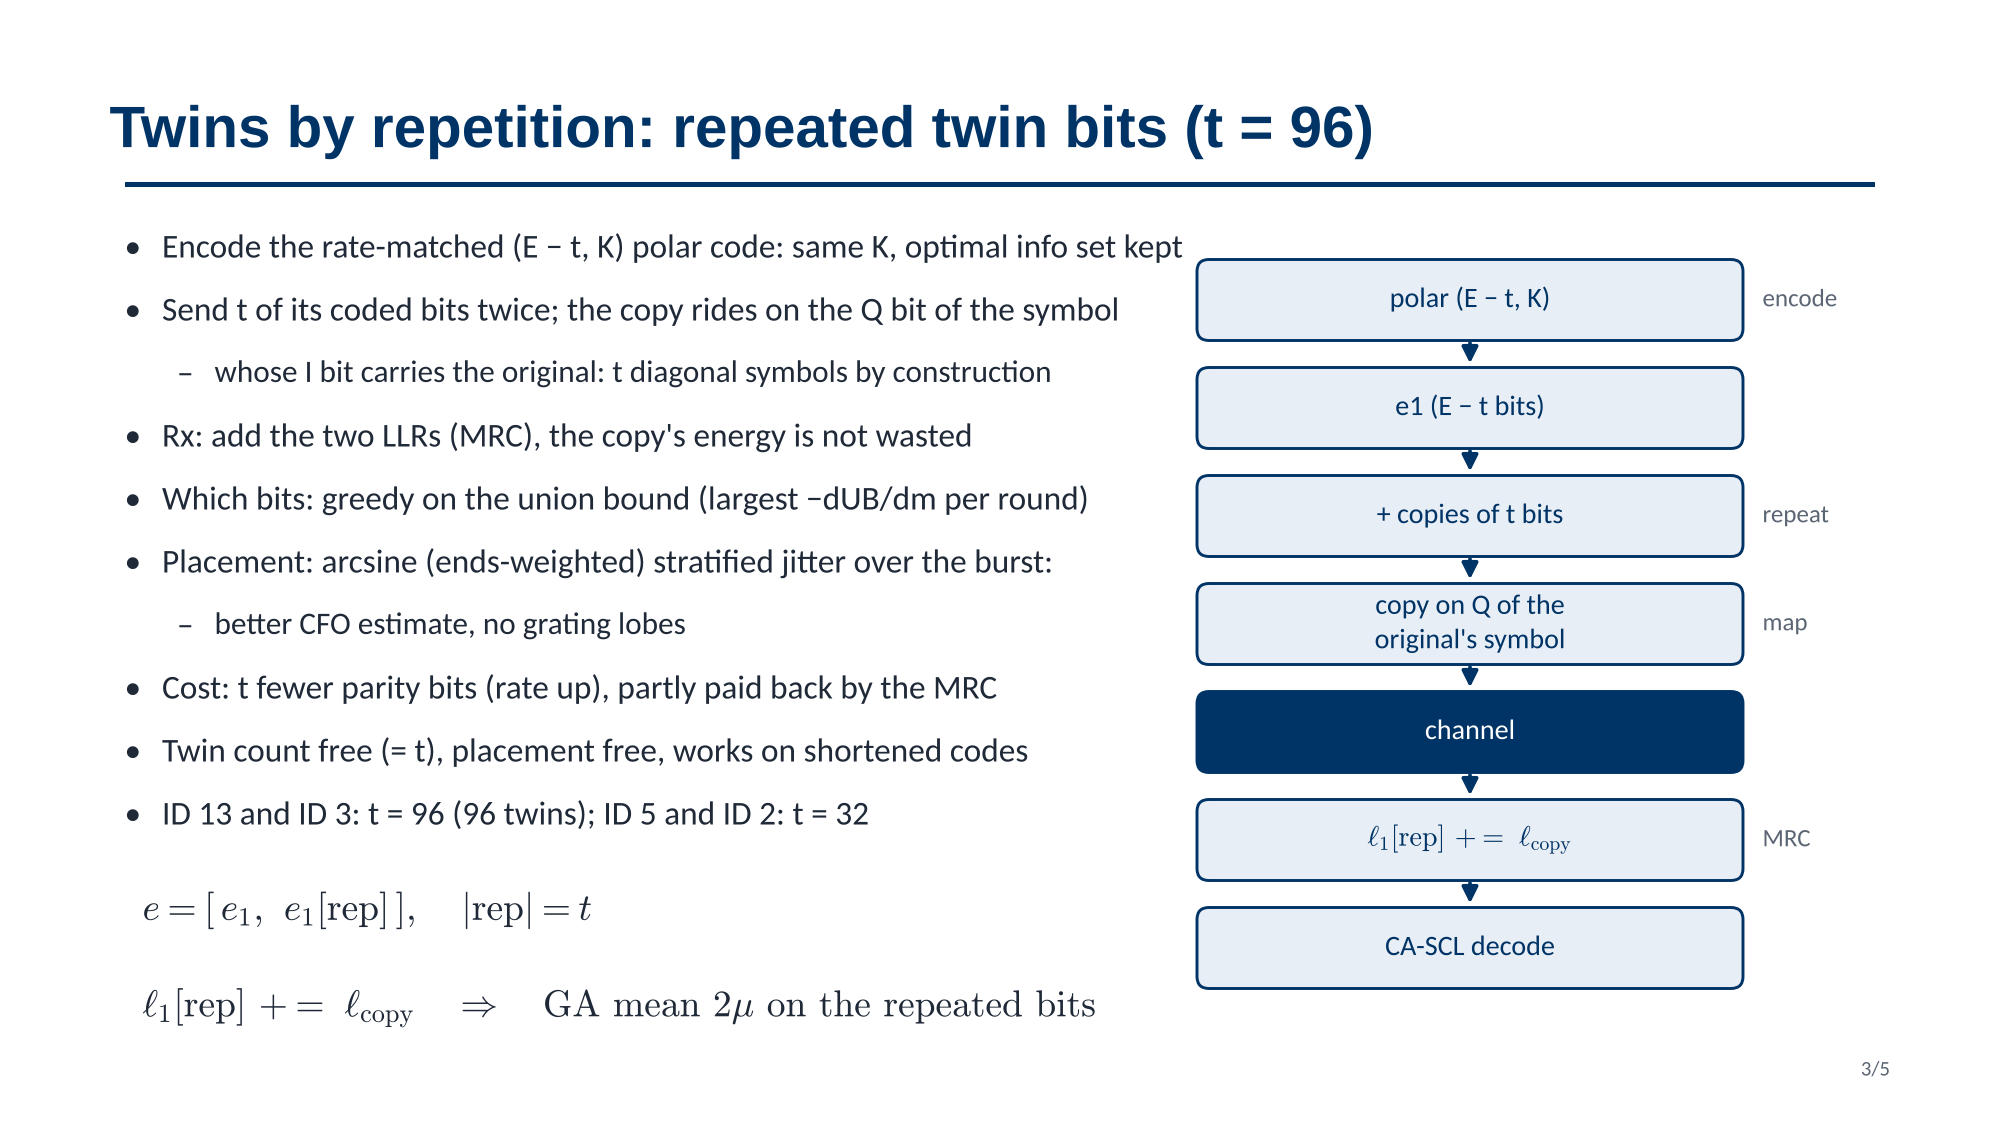 Twins by repetition: repeated twin bits (t = 96)
• Encode the rate-matched (E − t, K) polar code: same K, optimal info set kept
• Send t of its coded bits twice; the copy rides on the Q bit of the symbol
– whose I bit carries the original: t diagonal symbols by construction
• Rx: add the two LLRs (MRC), the copy's energy is not wasted
• Which bits: greedy on the union bound (largest −dUB/dm per round)
• Placement: arcsine (ends-weighted) stratified jitter over the burst:
– better CFO estimate, no grating lobes
• Cost: t fewer parity bits (rate up), partly paid back by the MRC
• Twin count free (= t), placement free, works on shortened codes
• ID 13 and ID 3: t = 96 (96 twins); ID 5 and ID 2: t = 32
e = [ e₁, e₁[rep] ], |rep| = t
ℓ₁[rep] += ℓ_copy ⇒ GA mean 2μ on the repeated bits
polar (E − t, K)
encode
e1 (E − t bits)
+ copies of t bits
repeat
copy on Q of the
original's symbol
map
channel
ℓ₁[rep] += ℓ_copy
MRC
CA-SCL decode
3/5